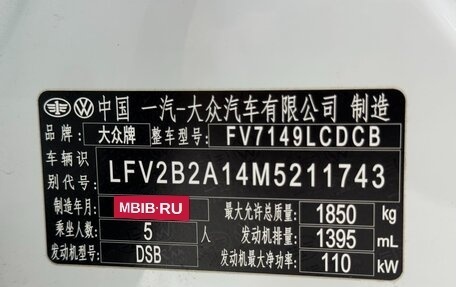 中国 一汽-大众汽车有限公司 制造
品牌: 大众牌 整车型号: FV7149LCDCB
车辆识别代号: LFV2B2A14M5211743
制造年月: MBIB·RU 最大允许总质量: 1850 kg
乘坐人数: 5 人 发动机排量: 1395 mL
发动机型号: DSB 发动机最大净功率: 110 kW